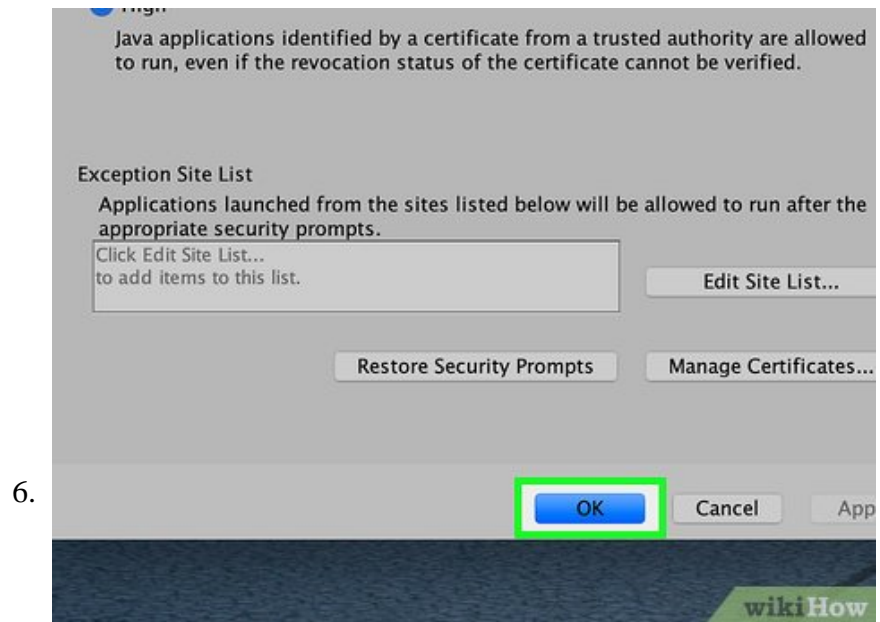 High
Java applications identified by a certificate from a trusted authority are allowed
to run, even if the revocation status of the certificate cannot be verified.
Exception Site List
Applications launched from the sites listed below will be allowed to run after the
appropriate security prompts.
Click Edit Site List...
to add items to this list.
Edit Site List...
Restore Security Prompts
Manage Certificates...
6.
OK
Cancel
App
wikiHow